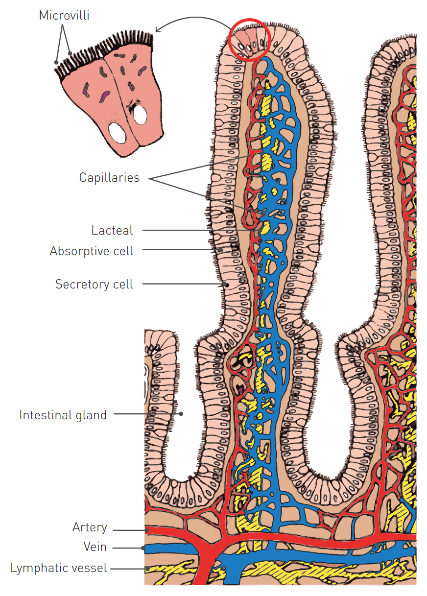 Microvilli
Capillaries
Lacteal
Absorptive cell
Secretory cell
Intestinal gland
Artery
Vein
Lymphatic vessel